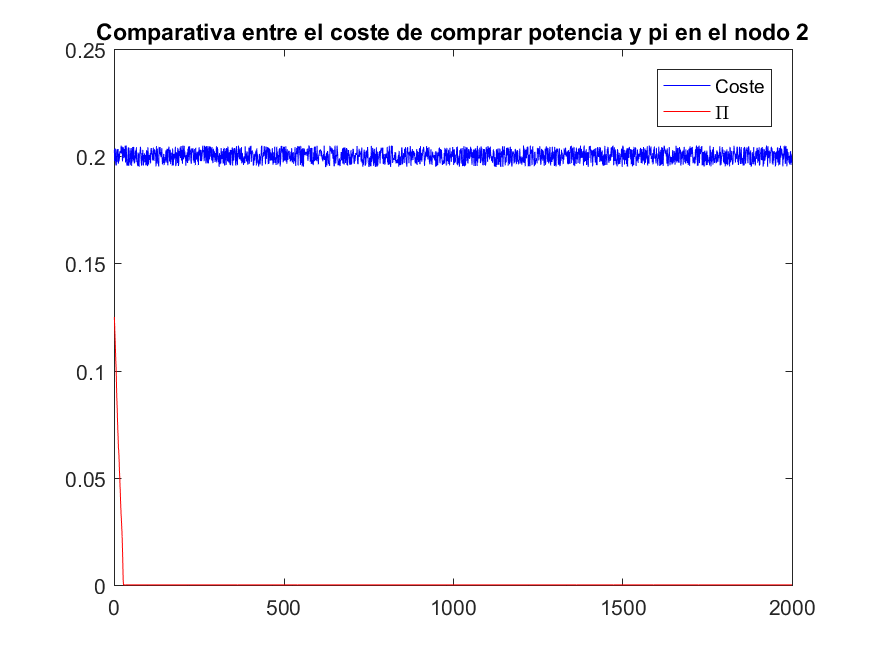 Comparativa entre el coste de comprar potencia y pi en el nodo 2
0.25
Coste
Π
0.2
0.15
0.1
0.05
0
0 500 1000 1500 2000